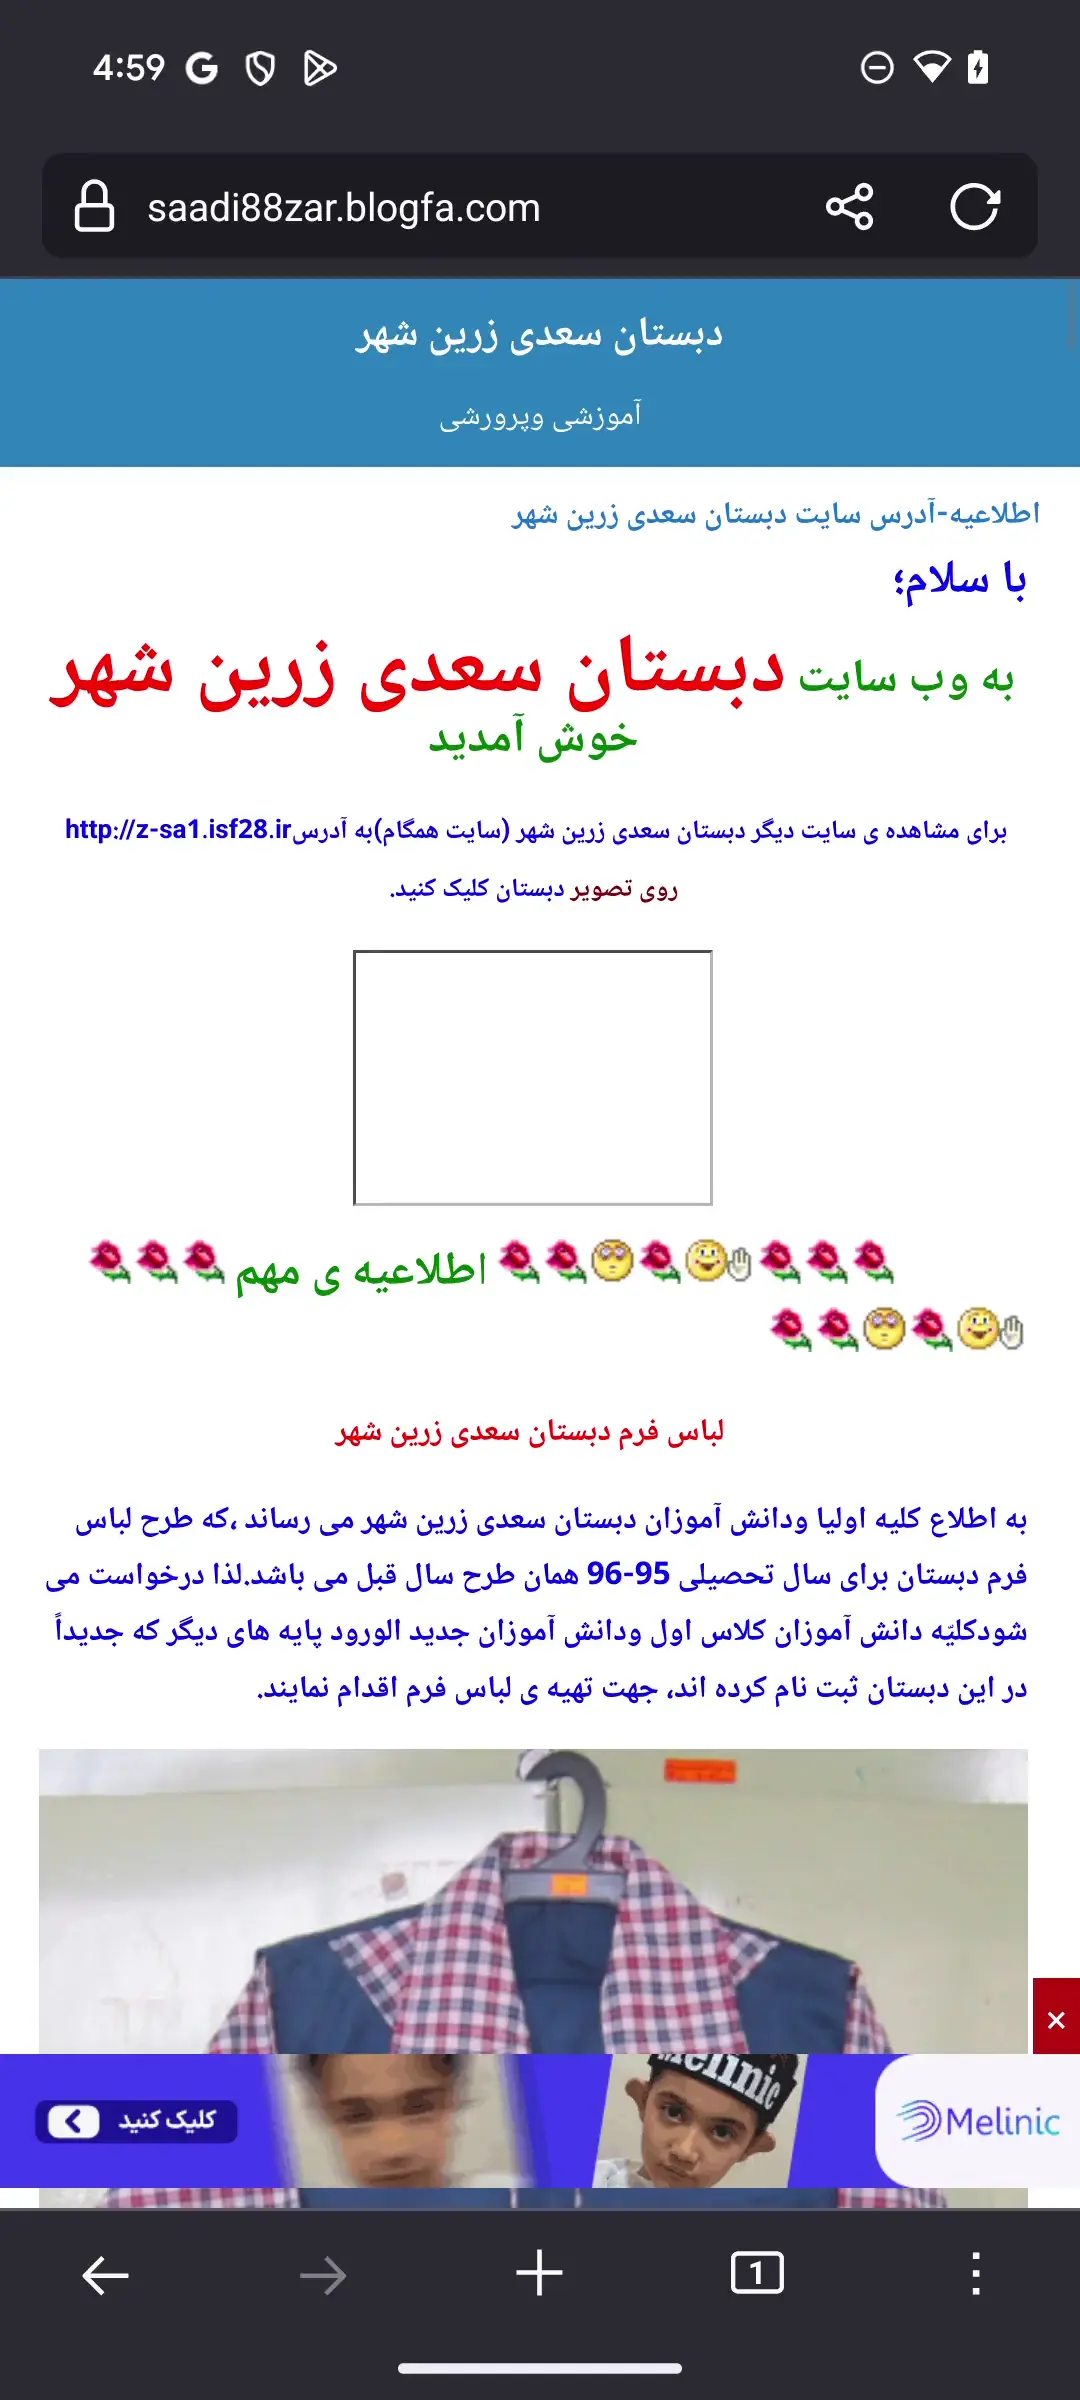 4:59
saadi88zar.blogfa.com
دبستان سعدی زرین شهر
آموزشی وپرورشی
اطلاعیه-آدرس سایت دبستان سعدی زرین شهر
با سلام؛
به وب سایت دبستان سعدی زرین شهر
خوش آمدید
برای مشاهده ی سایت دیگر دبستان سعدی زرین شهر (سایت همگام)به آدرسhttp://z-sa1.isf28.ir
روی تصویر دبستان کلیک کنید.
اطلاعیه ی مهم
لباس فرم دبستان سعدی زرین شهر
به اطلاع کلیه اولیا ودانش آموزان دبستان سعدی زرین شهر می رساند ،که طرح لباس
فرم دبستان برای سال تحصیلی 95-96 همان طرح سال قبل می باشد.لذا درخواست می
شودکلیّه دانش آموزان کلاس اول ودانش آموزان جدید الورود پایه های دیگر که جدیداً
در این دبستان ثبت نام کرده اند، جهت تهیه ی لباس فرم اقدام نمایند.
کلیک کنید
Melinic
Melinic
1